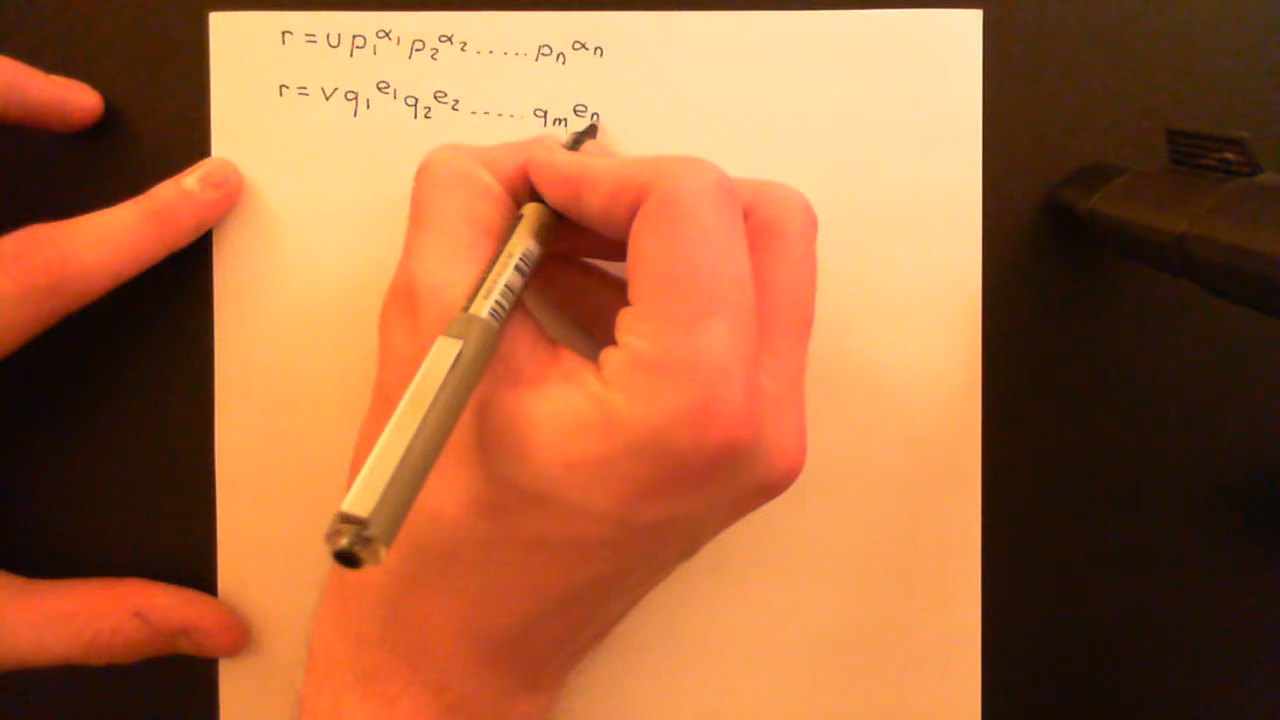 r = u p₁^α₁ p₂^α₂ ...... pₙ^αₙ
r = v q₁^e₁ q₂^e₂ ...... qₘ^eₙ